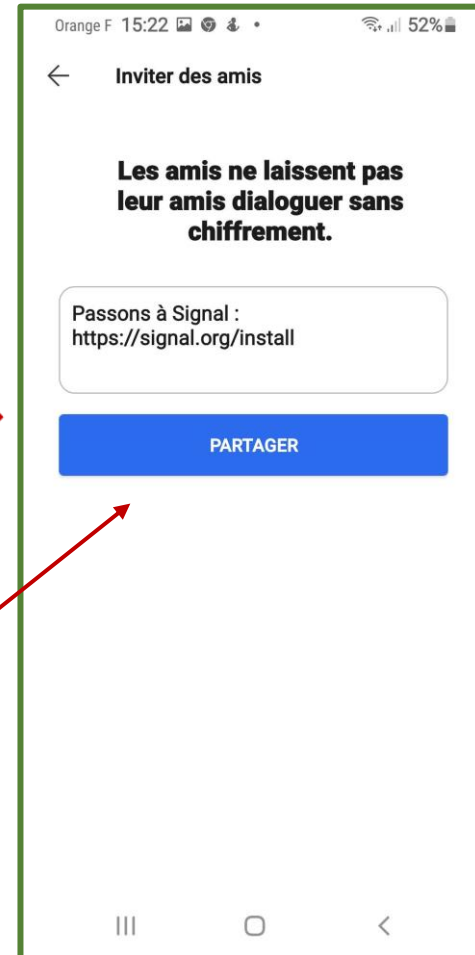 Orange F 15:22 52%
Inviter des amis
Les amis ne laissent pas
leur amis dialoguer sans
chiffrement.
Passons à Signal :
https://signal.org/install
PARTAGER